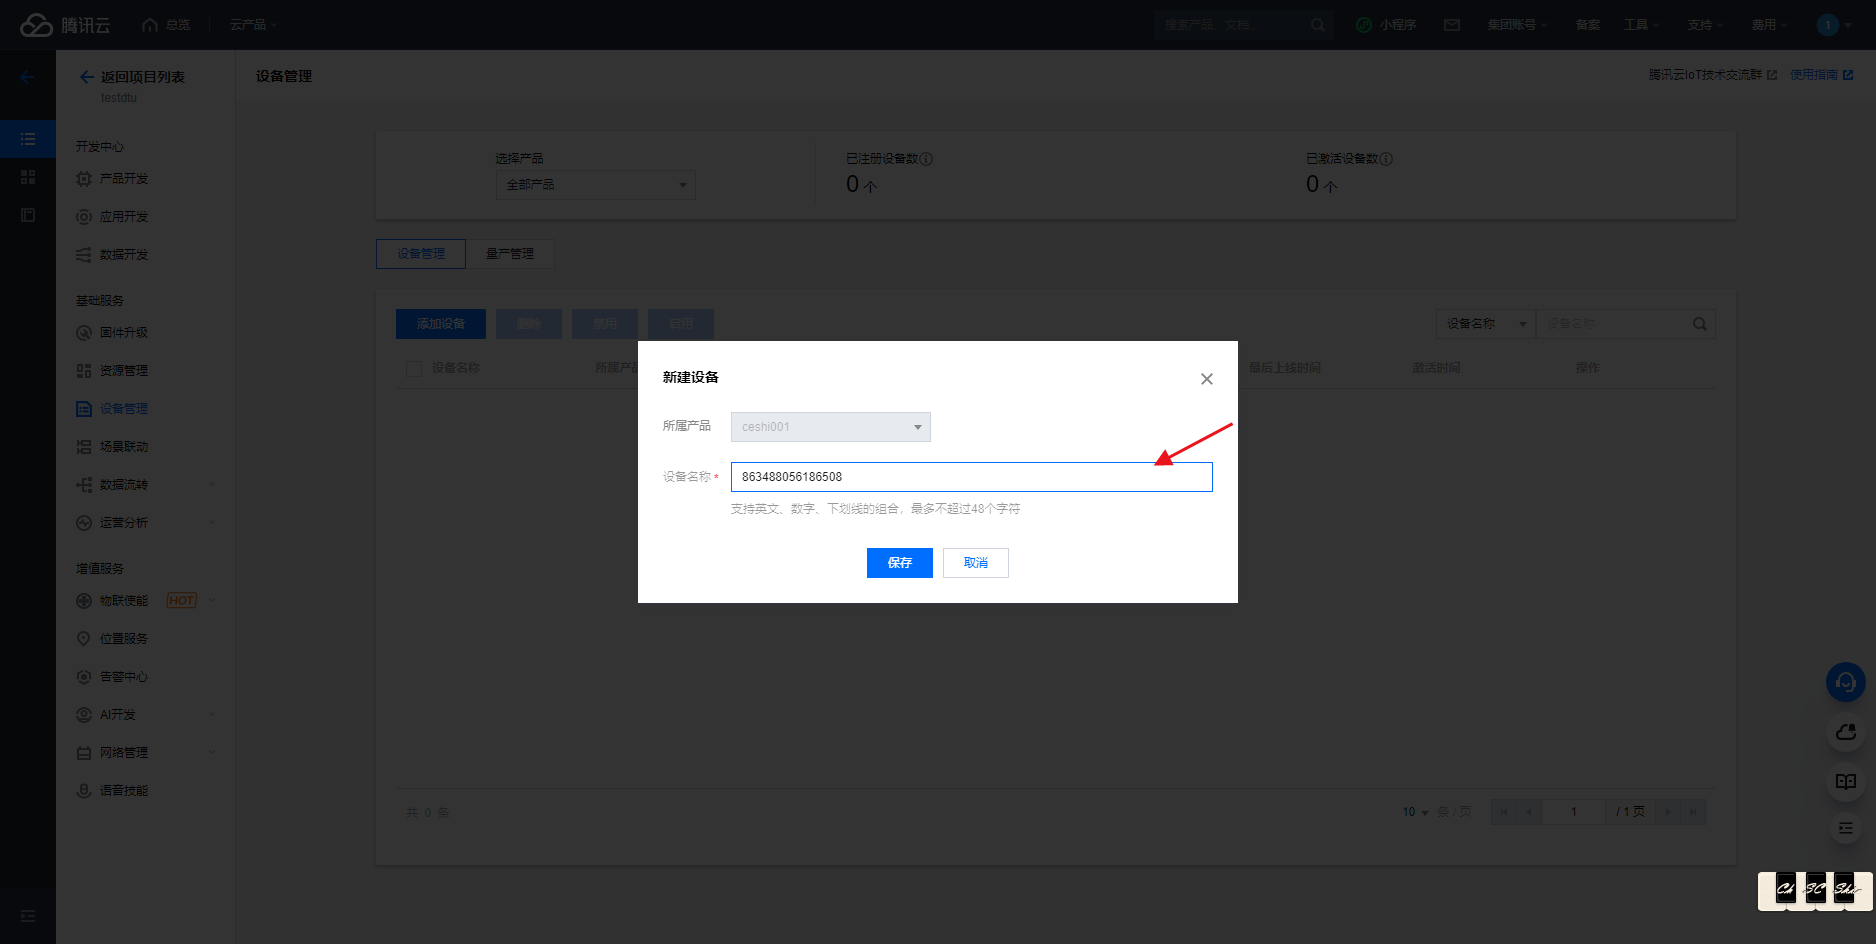 腾讯云
总览
云产品
搜索产品、文档...
小程序
集团账号
备案
工具
支持
费用
1
返回项目列表
testdtu
开发中心
产品开发
应用开发
数据开发
基础服务
固件升级
资源管理
设备管理
场景联动
数据流转
运营分析
增值服务
物联使能 HOT
位置服务
告警中心
AI开发
网络管理
语音技能
设备管理
腾讯云IoT技术交流群
使用指南
选择产品
全部产品
已注册设备数
0 个
已激活设备数
0 个
设备管理
量产管理
添加设备
删除
禁用
启用
设备名称
设备名称
设备名称
所属产品
最后上线时间
激活时间
操作
新建设备
所属产品
ceshi001
设备名称 *
863488056186508
支持英文、数字、下划线的组合，最多不超过48个字符
保存
取消
共 0 条
10 条 / 页
1
/ 1 页
Ch SC Shir